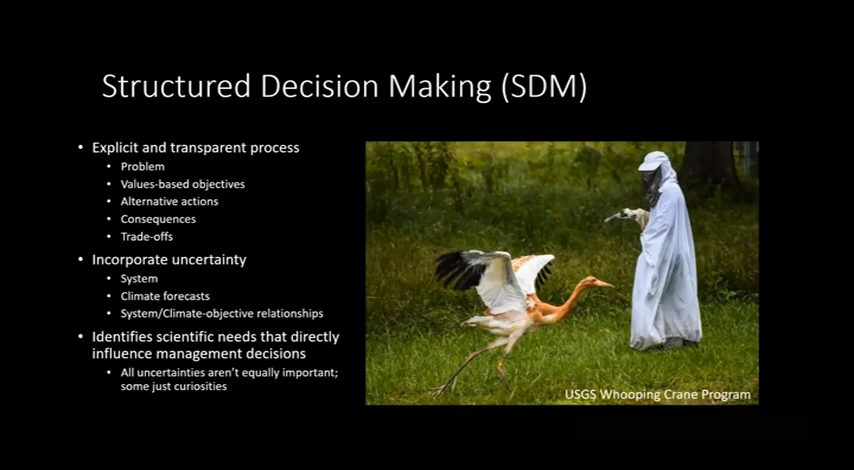 Structured Decision Making (SDM)
• Explicit and transparent process
• Problem
• Values-based objectives
• Alternative actions
• Consequences
• Trade-offs
• Incorporate uncertainty
• System
• Climate forecasts
• System/Climate-objective relationships
• Identifies scientific needs that directly
influence management decisions
• All uncertainties aren't equally important;
some just curiosities
USGS Whooping Crane Program